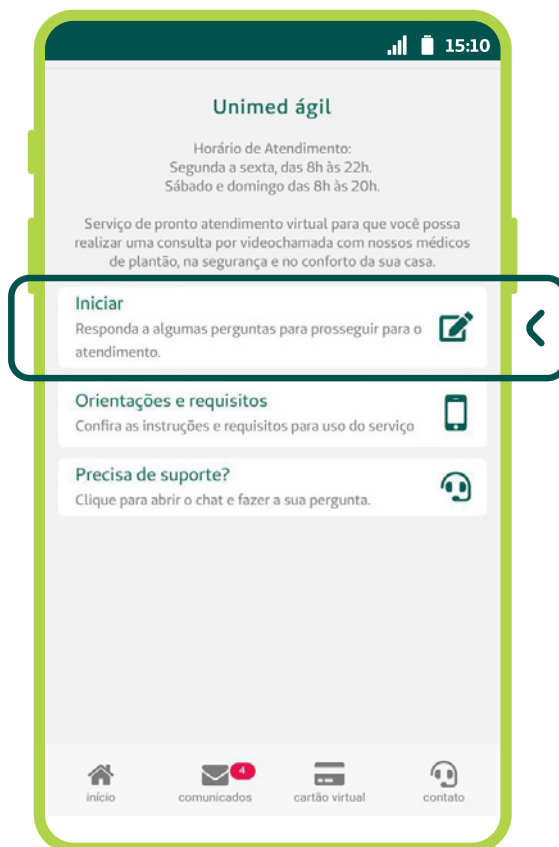 15:10
Unimed ágil
Horário de Atendimento:
Segunda a sexta, das 8h às 22h.
Sábado e domingo das 8h às 20h.
Serviço de pronto atendimento virtual para que você possa
realizar uma consulta por videochamada com nossos médicos
de plantão, na segurança e no conforto da sua casa.
Iniciar
Responda a algumas perguntas para prosseguir para o
atendimento.
Orientações e requisitos
Confira as instruções e requisitos para uso do serviço
Precisa de suporte?
Clique para abrir o chat e fazer a sua pergunta.
4
início comunicados cartão virtual contato